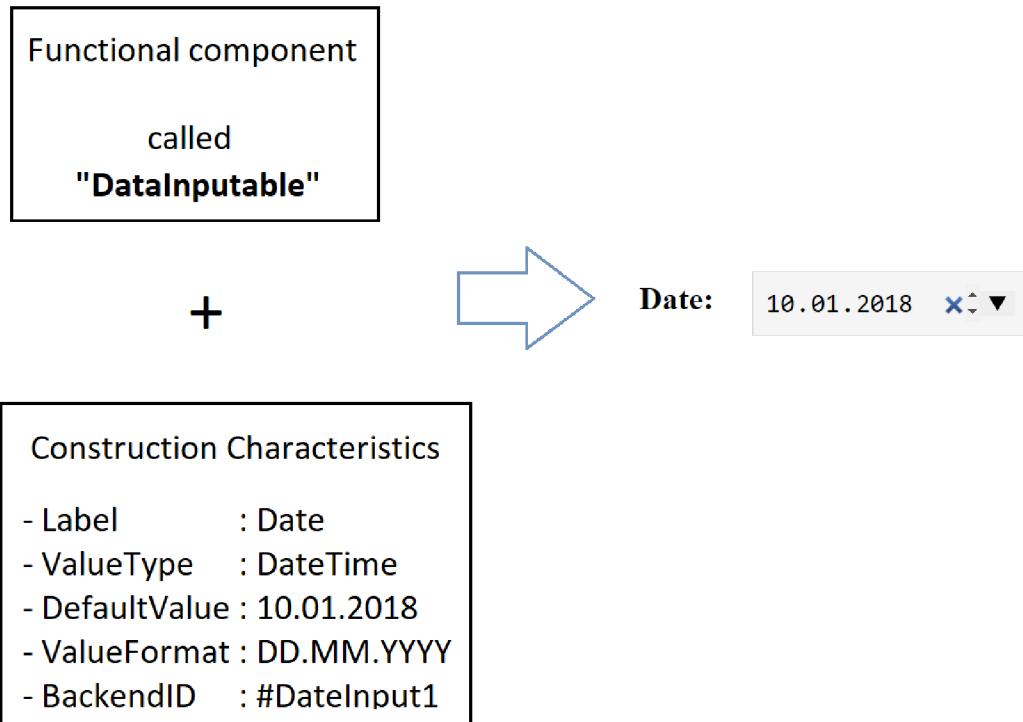 Functional component
called
"DataInputable"
+
Date:
10.01.2018
Construction Characteristics
- Label : Date
- ValueType : DateTime
- DefaultValue : 10.01.2018
- ValueFormat : DD.MM.YYYY
- BackendID : #DateInput1